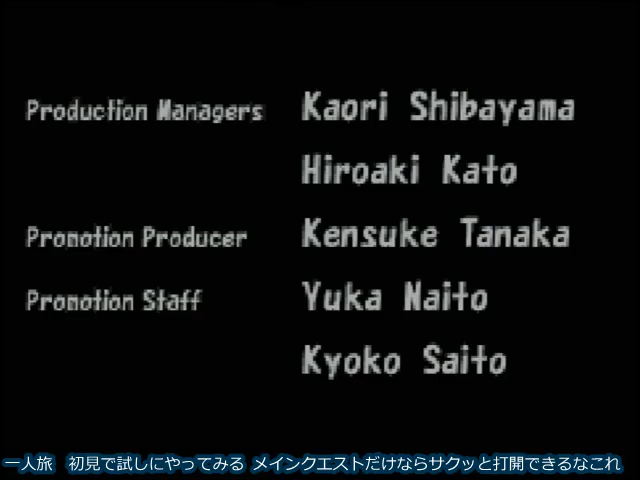 Production Managers Kaori Shibayama
Hiroaki Kato
Promotion Producer Kensuke Tanaka
Promotion Staff Yuka Naito
Kyoko Saito
一人旅 初見で試しにやってみる メインクエストだけならサクッと打開できるなこれ